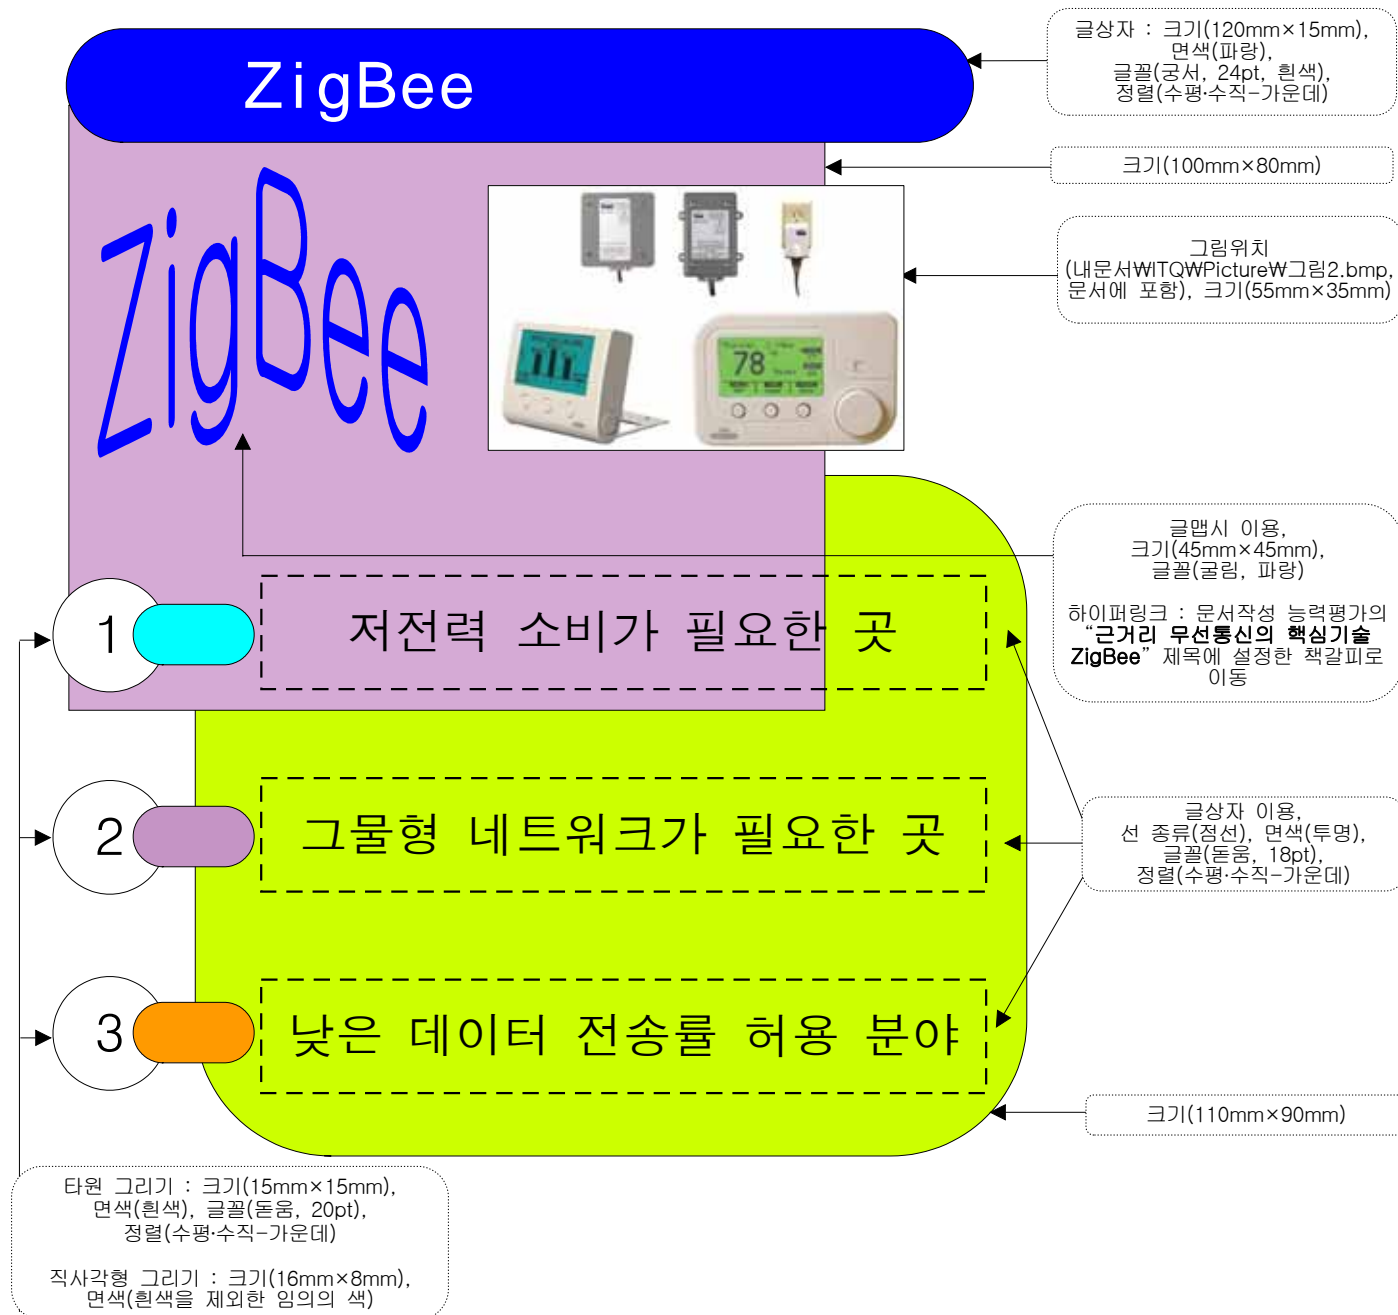 글상자 : 크기(120mm×15mm),
면색(파랑),
글꼴(궁서, 24pt, 흰색),
정렬(수평·수직-가운데)
ZigBee
크기(100mm×80mm)
ZigBee
그림위치
(내문서₩ITQ₩Picture₩그림2.bmp,
문서에 포함), 크기(55mm×35mm)
78
글맵시 이용,
크기(45mm×45mm),
글꼴(굴림, 파랑)
하이퍼링크 : 문서작성 능력평가의
“근거리 무선통신의 핵심기술
ZigBee” 제목에 설정한 책갈피로
이동
1
저전력 소비가 필요한 곳
2
그물형 네트워크가 필요한 곳
글상자 이용,
선 종류(점선), 면색(투명),
글꼴(돋움, 18pt),
정렬(수평·수직-가운데)
3
낮은 데이터 전송률 허용 분야
크기(110mm×90mm)
타원 그리기 : 크기(15mm×15mm),
면색(흰색), 글꼴(돋움, 20pt),
정렬(수평·수직-가운데)
직사각형 그리기 : 크기(16mm×8mm),
면색(흰색을 제외한 임의의 색)